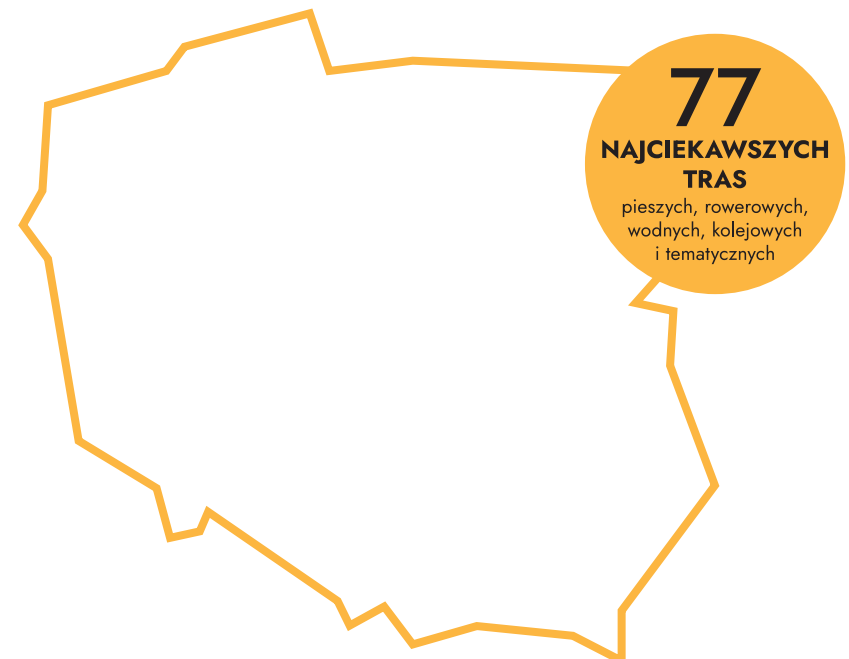 77
NAJCIEKAWSZYCH
TRAS
pieszych, rowerowych,
wodnych, kolejowych
i tematycznych